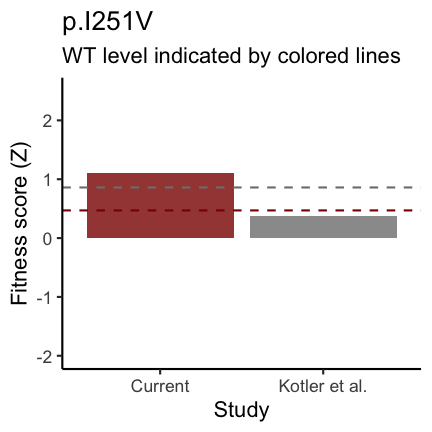 p.I251V
WT level indicated by colored lines
Fitness score (Z)
2
1
0
-1
-2
Current
Kotler et al.
Study